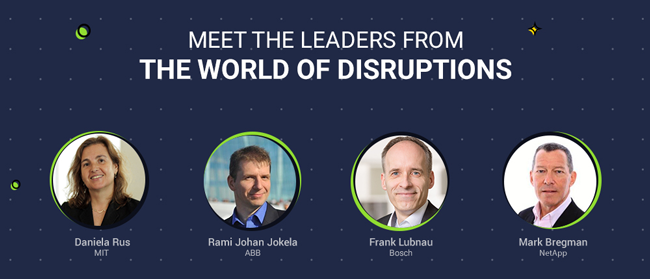 MEET THE LEADERS FROM
THE WORLD OF DISRUPTIONS
Daniela Rus
MIT
Rami Johan Jokela
ABB
Frank Lubnau
Bosch
Mark Bregman
NetApp